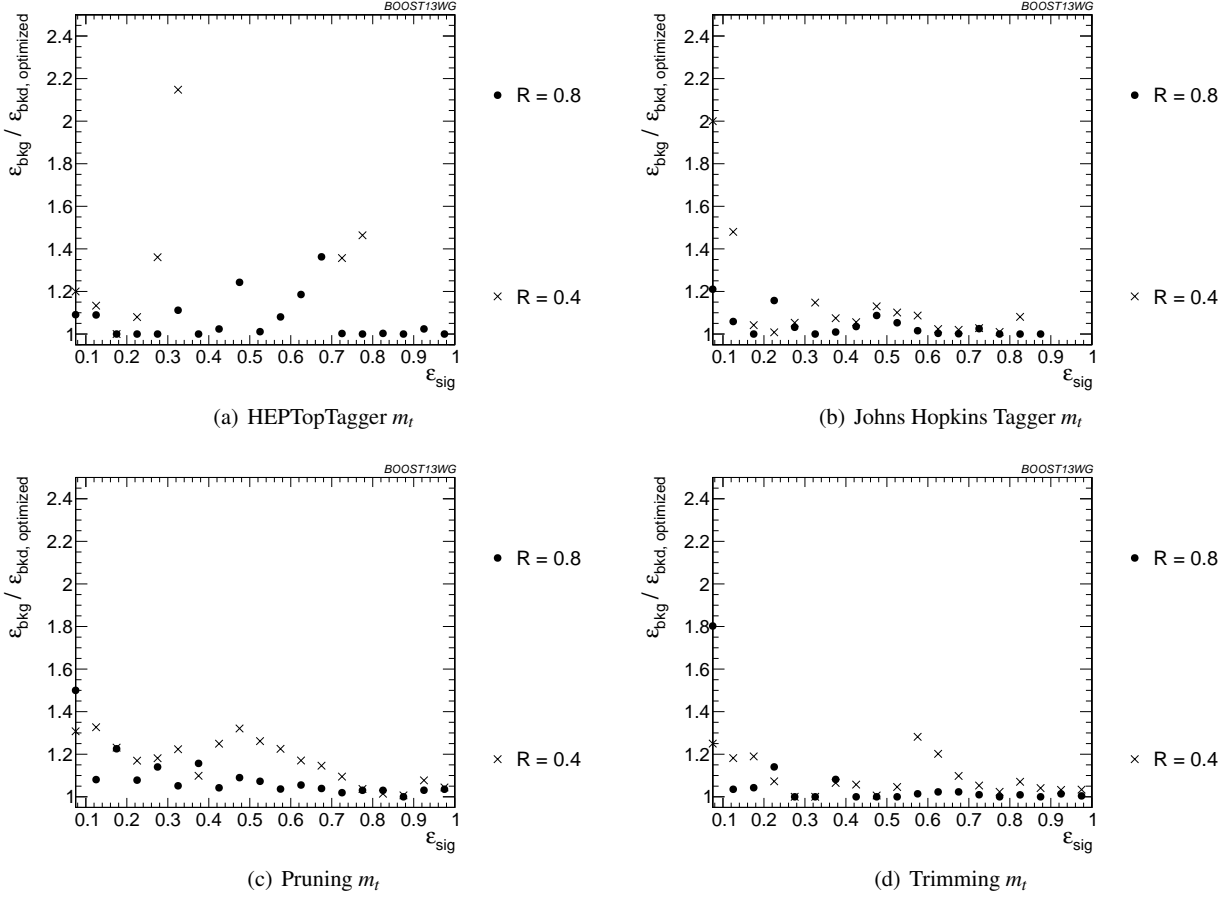 BOOST13WG
ε_bkg / ε_bkd, optimized
2.4
2.2
2
1.8
1.6
1.4
1.2
1
0.1 0.2 0.3 0.4 0.5 0.6 0.7 0.8 0.9 1
ε_sig
R = 0.8
R = 0.4
(a) HEPTopTagger m_t
BOOST13WG
ε_bkg / ε_bkd, optimized
2.4
2.2
2
1.8
1.6
1.4
1.2
1
0.1 0.2 0.3 0.4 0.5 0.6 0.7 0.8 0.9 1
ε_sig
R = 0.8
R = 0.4
(b) Johns Hopkins Tagger m_t
BOOST13WG
ε_bkg / ε_bkd, optimized
2.4
2.2
2
1.8
1.6
1.4
1.2
1
0.1 0.2 0.3 0.4 0.5 0.6 0.7 0.8 0.9 1
ε_sig
R = 0.8
R = 0.4
(c) Pruning m_t
BOOST13WG
ε_bkg / ε_bkd, optimized
2.4
2.2
2
1.8
1.6
1.4
1.2
1
0.1 0.2 0.3 0.4 0.5 0.6 0.7 0.8 0.9 1
ε_sig
R = 0.8
R = 0.4
(d) Trimming m_t